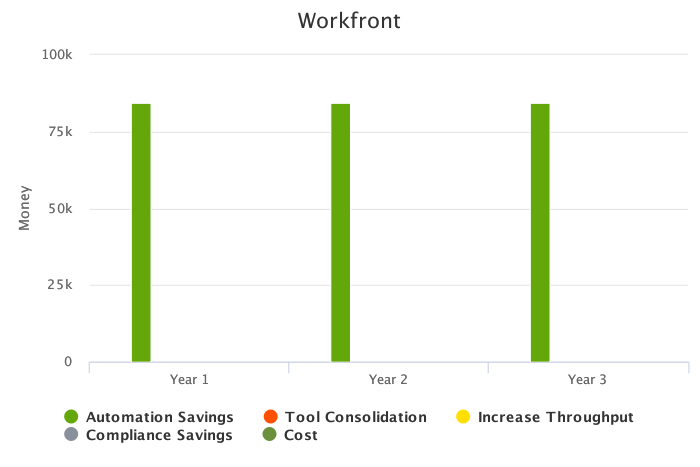 Workfront
100k
75k
50k
25k
0
Money
Year 1 Year 2 Year 3
Automation Savings Tool Consolidation Increase Throughput
Compliance Savings Cost